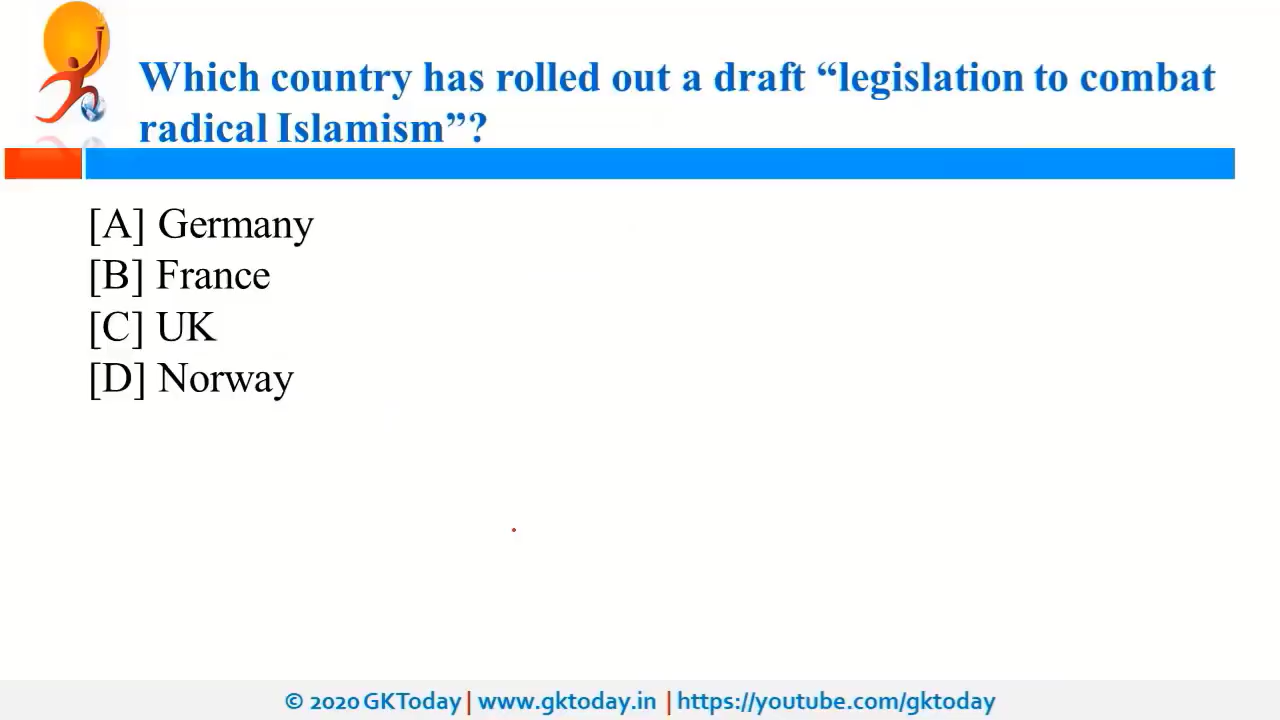 Which country has rolled out a draft “legislation to combat
radical Islamism”?
[A] Germany
[B] France
[C] UK
[D] Norway
© 2020 GKToday | www.gktoday.in | https://youtube.com/gktoday